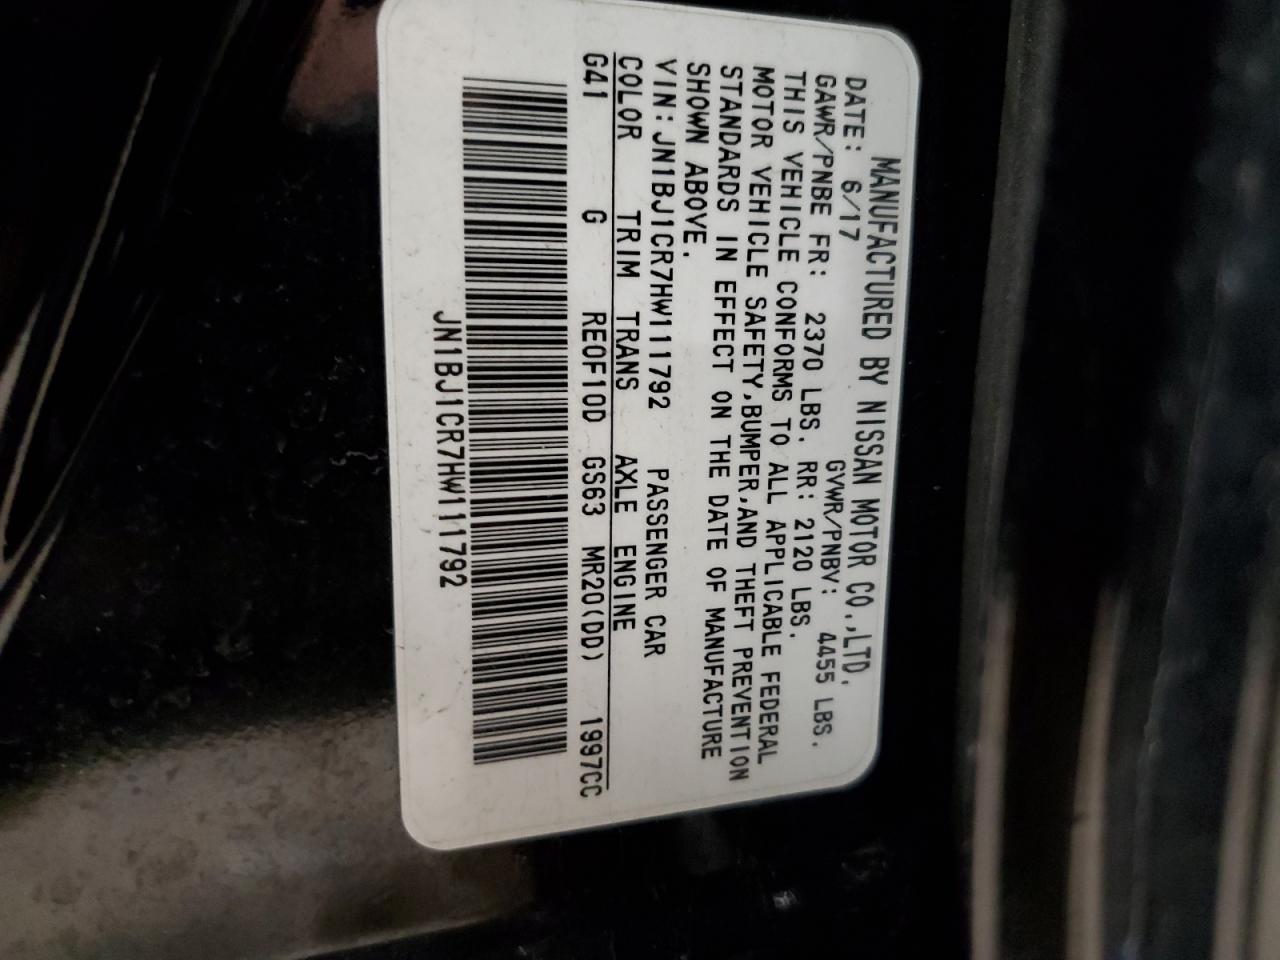 MANUFACTURED BY NISSAN MOTOR CO.,LTD.
DATE: 6/17 GVWR/PNBV: 4455 LBS.
GAWR/PNBE FR: 2370 LBS. RR: 2120 LBS.
THIS VEHICLE CONFORMS TO ALL APPLICABLE FEDERAL
MOTOR VEHICLE SAFETY,BUMPER,AND THEFT PREVENTION
STANDARDS IN EFFECT ON THE DATE OF MANUFACTURE
SHOWN ABOVE.
VIN:JN1BJ1CR7HW111792 PASSENGER CAR
COLOR TRIM TRANS AXLE ENGINE
G41 G RE0F10D GS63 MR20(DD) 1997CC
JN1BJ1CR7HW111792